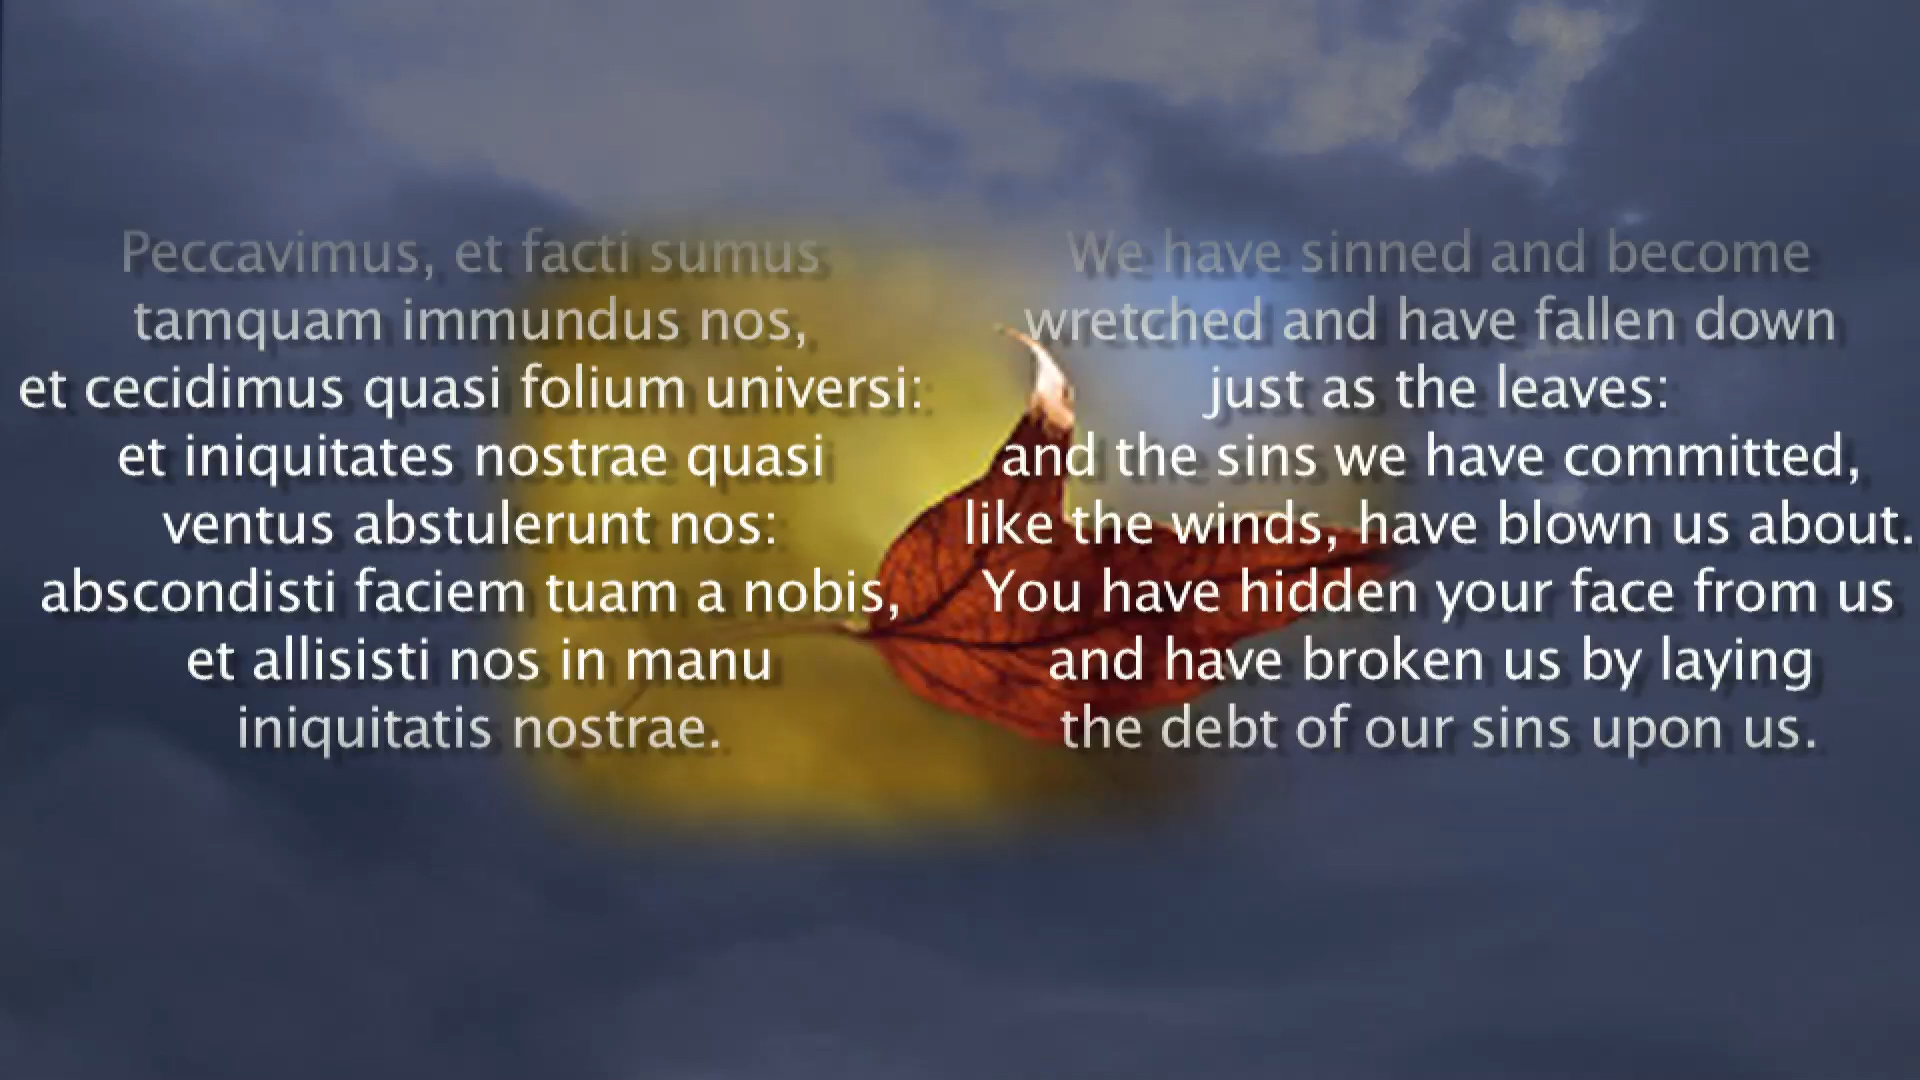 Peccavimus, et facti sumus
tamquam immundus nos,
et cecidimus quasi folium universi:
et iniquitates nostrae quasi
ventus abstulerunt nos:
abscondisti faciem tuam a nobis,
et allisisti nos in manu
iniquitatis nostrae.
We have sinned and become
wretched and have fallen down
just as the leaves:
and the sins we have committed,
like the winds, have blown us about.
You have hidden your face from us
and have broken us by laying
the debt of our sins upon us.